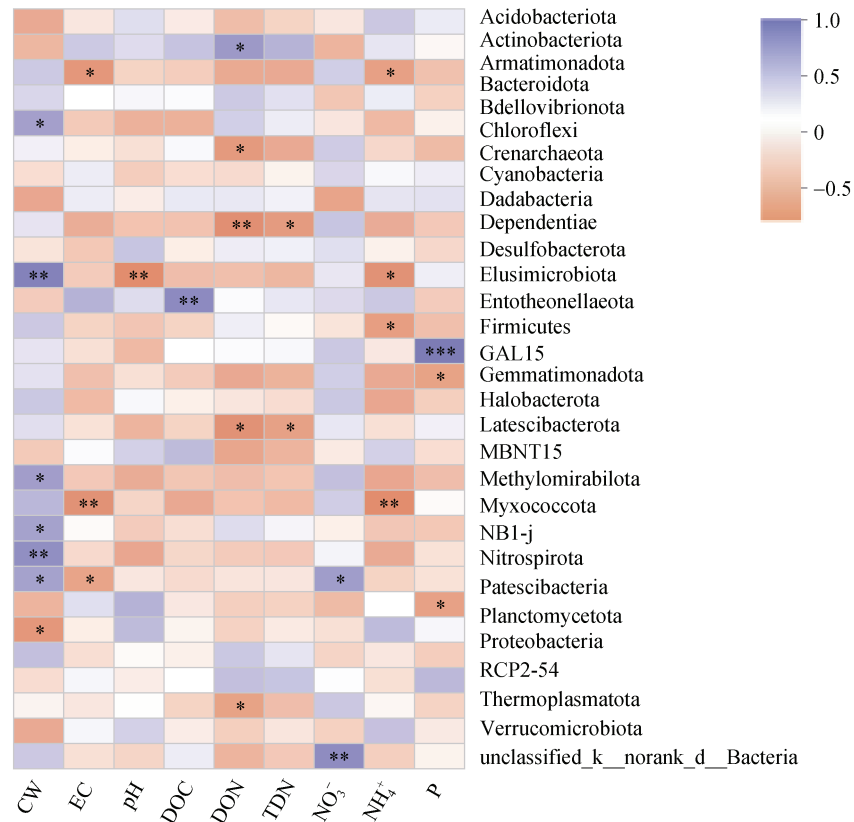 Acidobacteriota
1.0
Actinobacteriota
*
Armatimonadota
* *
0.5
Bacteroidota
Bdellovibrionota
*
Chloroflexi
0
Crenarchaeota
*
Cyanobacteria
−0.5
Dadabacteria
Dependentiae
** *
Desulfobacterota
Elusimicrobiota
** ** *
Entotheonellaeota
**
Firmicutes
*
GAL15
***
Gemmatimonadota
*
Halobacterota
Latescibacterota
* *
MBNT15
Methylomirabilota
*
Myxococcota
** **
NB1-j
*
Nitrospirota
**
Patescibacteria
* * *
Planctomycetota
*
Proteobacteria
*
RCP2-54
Thermoplasmatota
*
Verrucomicrobiota
unclassified_k__norank_d__Bacteria
**
CW EC pH DOC DON TDN NO₃⁻ NH₄⁺ P